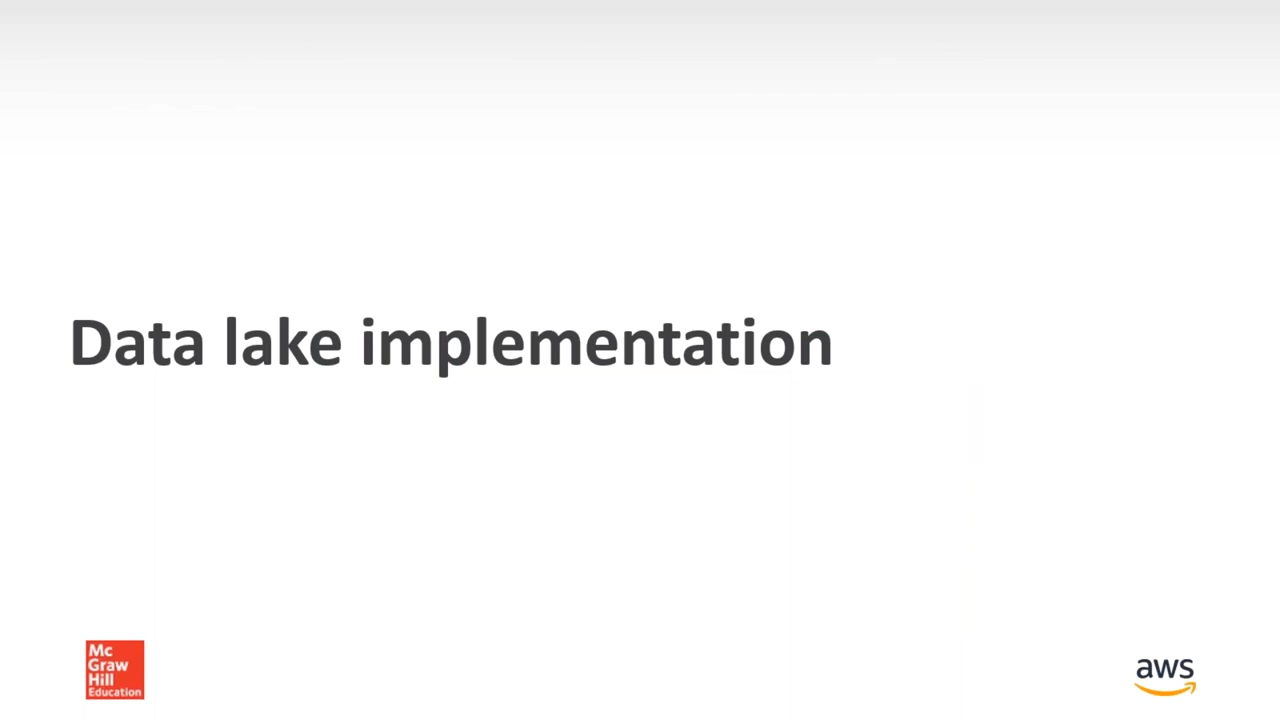 Data lake implementation
Mc
Graw
Hill
Education
aws